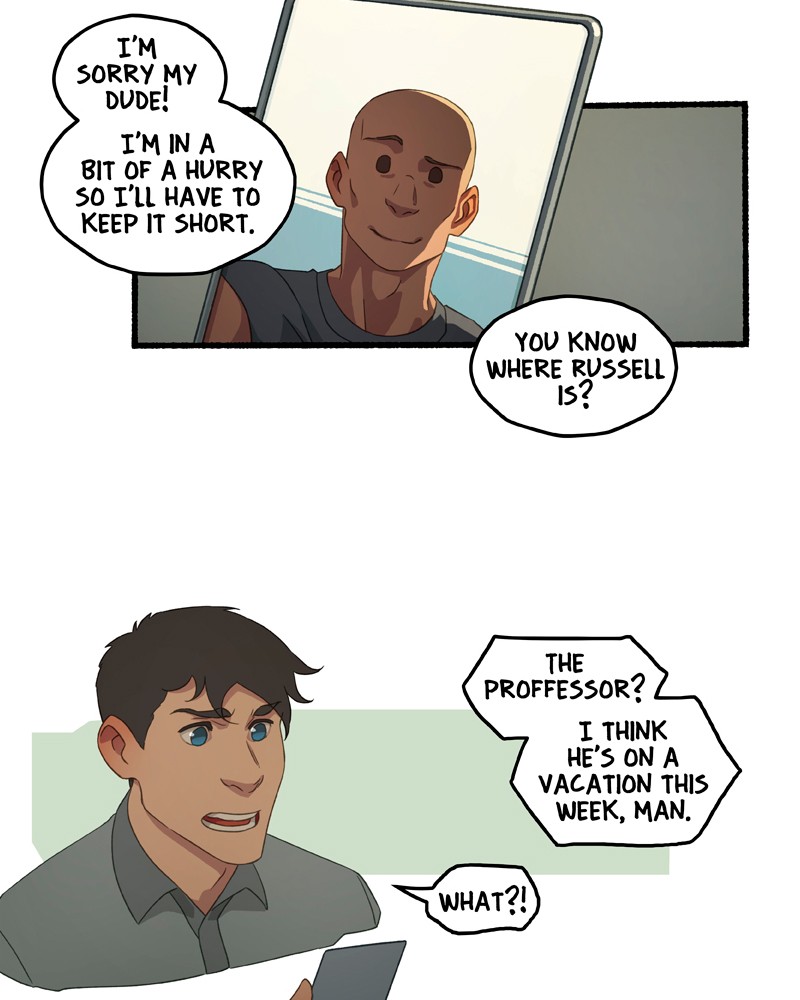 I'M
SORRY MY
DUDE!
I'M IN A
BIT OF A HURRY
SO I'LL HAVE TO
KEEP IT SHORT.
YOU KNOW
WHERE RUSSELL
IS?
THE
PROFFESSOR?
I THINK
HE'S ON A
VACATION THIS
WEEK, MAN.
WHAT?!